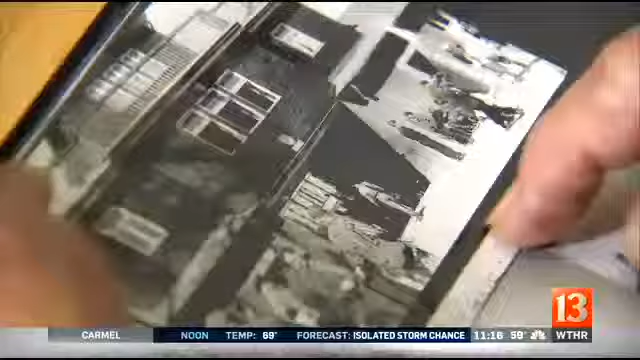 13
CARMEL NOON TEMP: 69° FORECAST: ISOLATED STORM CHANCE 11:16 59° WTHR